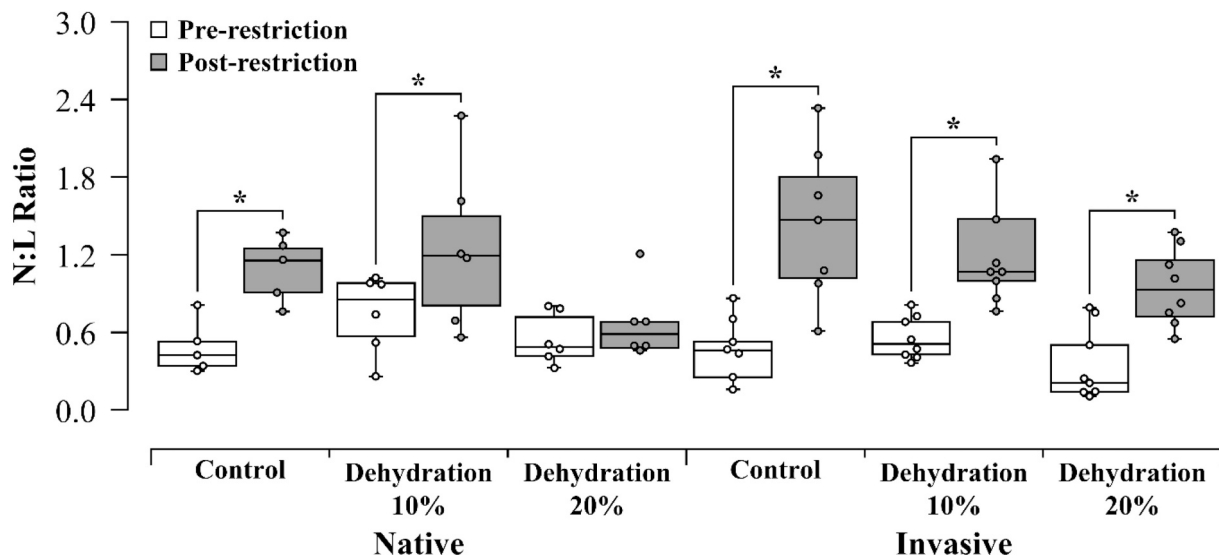 3.0
2.4
1.8
1.2
0.6
0.0
N:L Ratio
Pre-restriction
Post-restriction
*
*
*
*
*
Control
Dehydration
10%
Dehydration
20%
Control
Dehydration
10%
Dehydration
20%
Native
Invasive